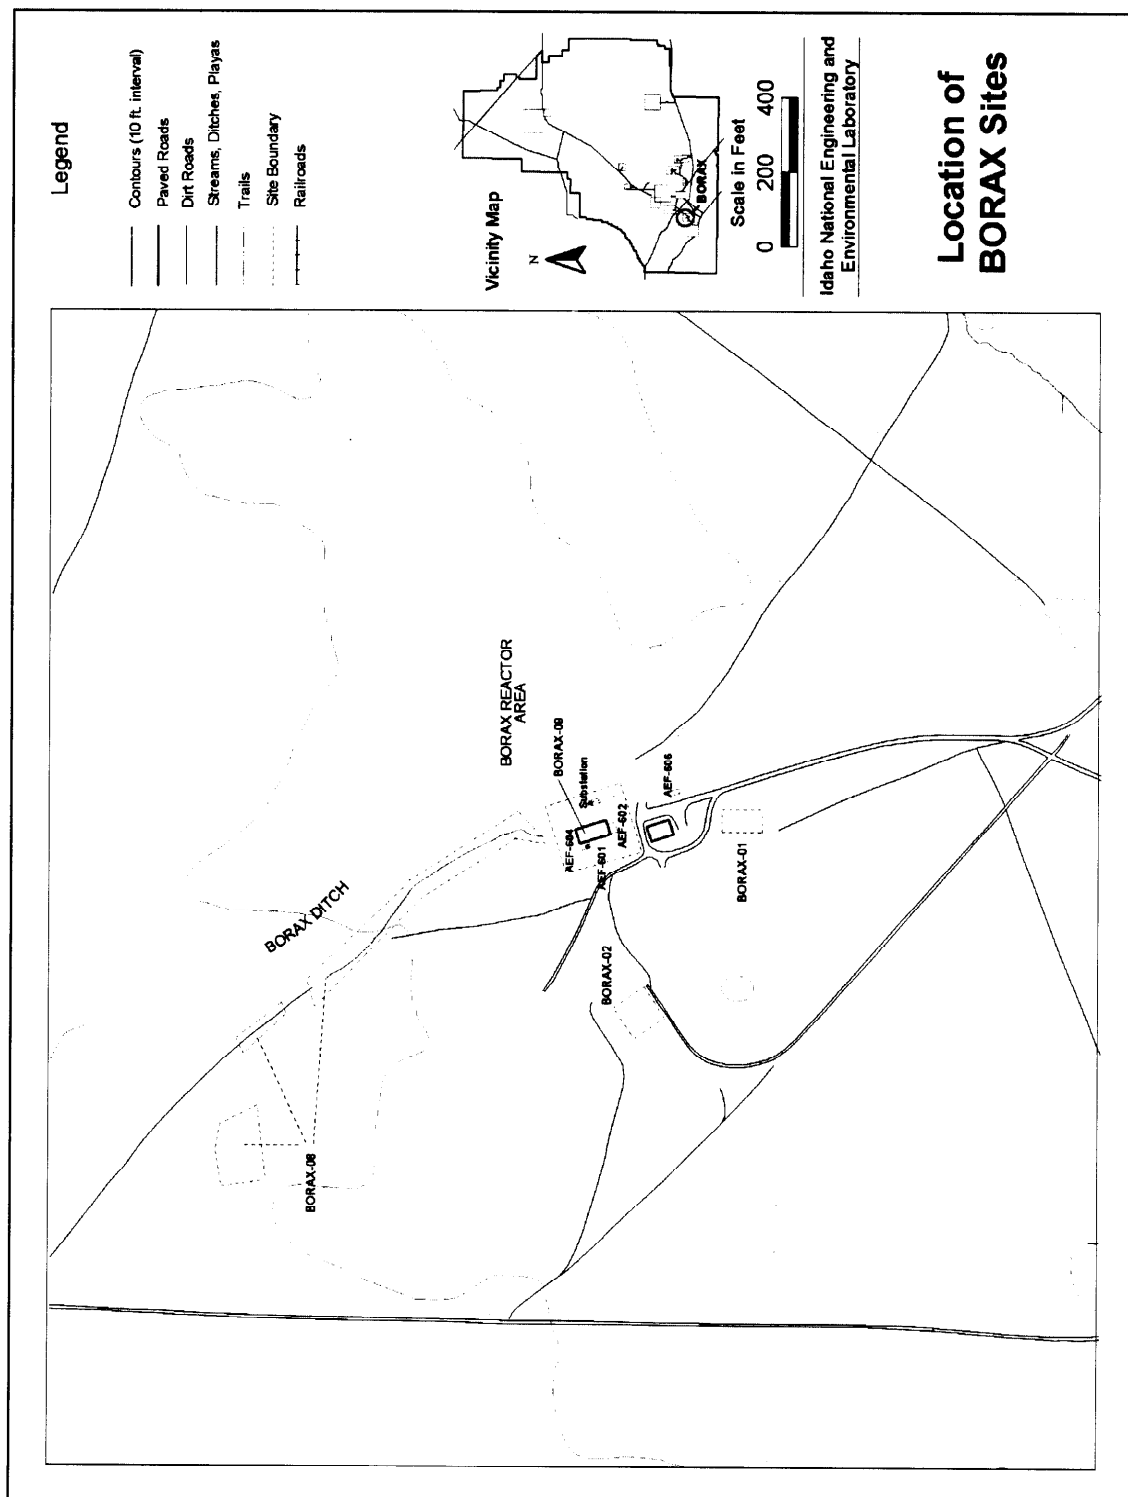 Legend
Contours (10 ft. interval)
Paved Roads
Dirt Roads
Streams, Ditches, Playas
Trails
Site Boundary
Railroads
Vicinity Map
N
BORAX
Scale in Feet
0 200 400
Idaho National Engineering and
Environmental Laboratory
Location of
BORAX Sites
BORAX REACTOR
AREA
BORAX-09
Substation
AEF-604
AEF-601
AEF-602
AEF-606
BORAX DITCH
BORAX-02
BORAX-01
BORAX-08